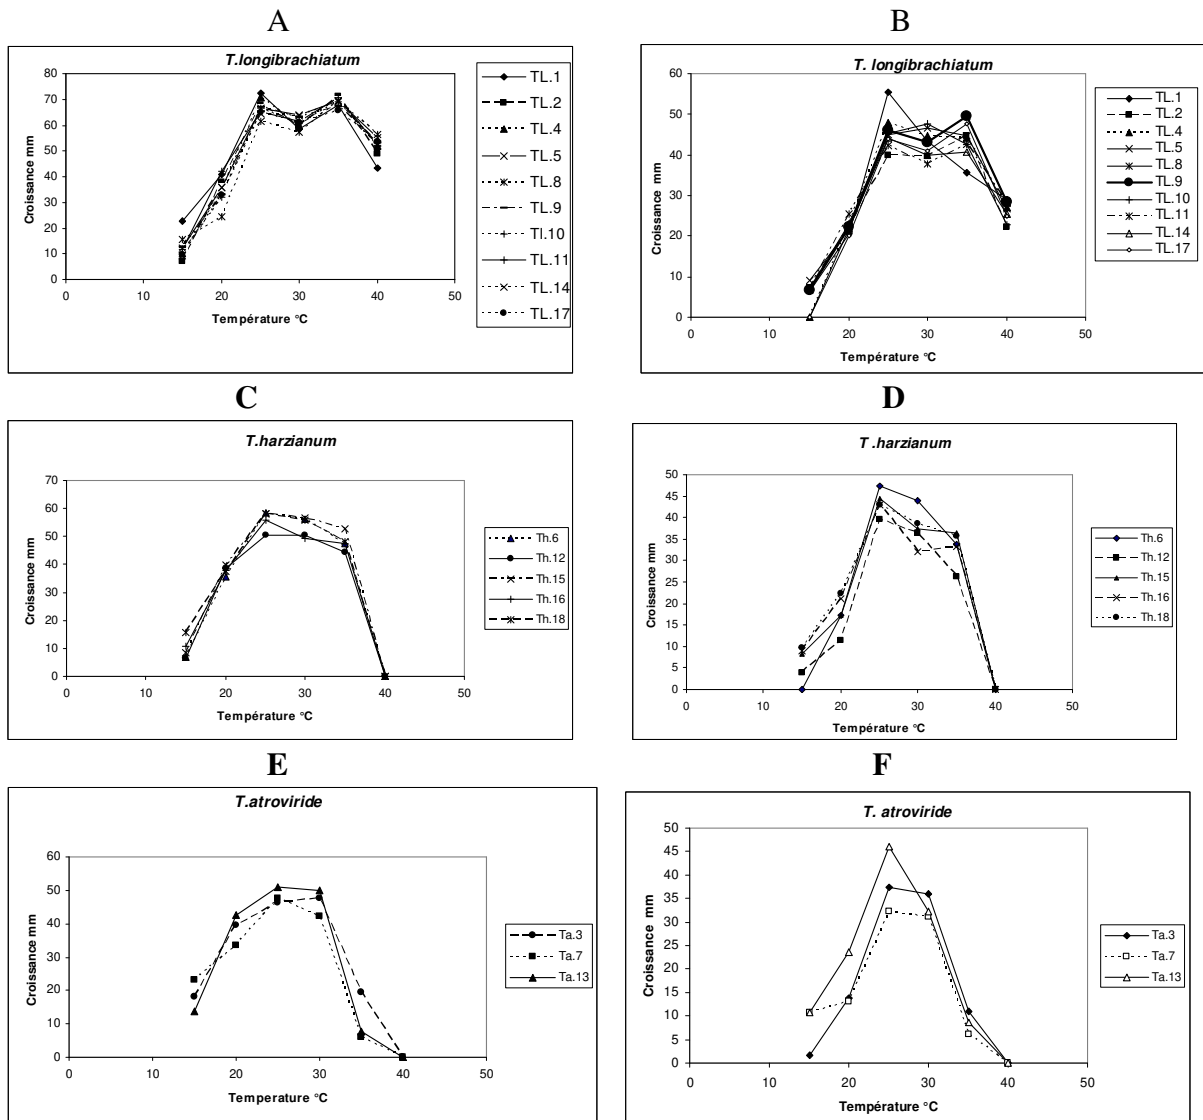 A
T.longibrachiatum
Croissance mm
80
70
60
50
40
30
20
10
0
0 10 20 30 40 50
Température °C
TL.1
TL.2
TL.4
TL.5
TL.8
TL.9
Tl.10
TL.11
TL.14
TL.17
B
T. longibrachiatum
Croissance mm
60
50
40
30
20
10
0
0 10 20 30 40 50
Température °C
TL.1
TL.2
TL.4
TL.5
TL.8
TL.9
TL.10
TL.11
TL.14
TL.17
C
T.harzianum
Croissance mm
70
60
50
40
30
20
10
0
0 10 20 30 40 50
Température °C
Th.6
Th.12
Th.15
Th.16
Th.18
D
T .harzianum
Croissance mm
50
45
40
35
30
25
20
15
10
5
0
0 10 20 30 40 50
Température °C
Th.6
Th.12
Th.15
Th.16
Th.18
E
T.atroviride
Croissance mm
60
50
40
30
20
10
0
0 10 20 30 40 50
Temperature °C
Ta.3
Ta.7
Ta.13
F
T. atroviride
Croissance mm
50
45
40
35
30
25
20
15
10
5
0
0 10 20 30 40 50
Température °C
Ta.3
Ta.7
Ta.13